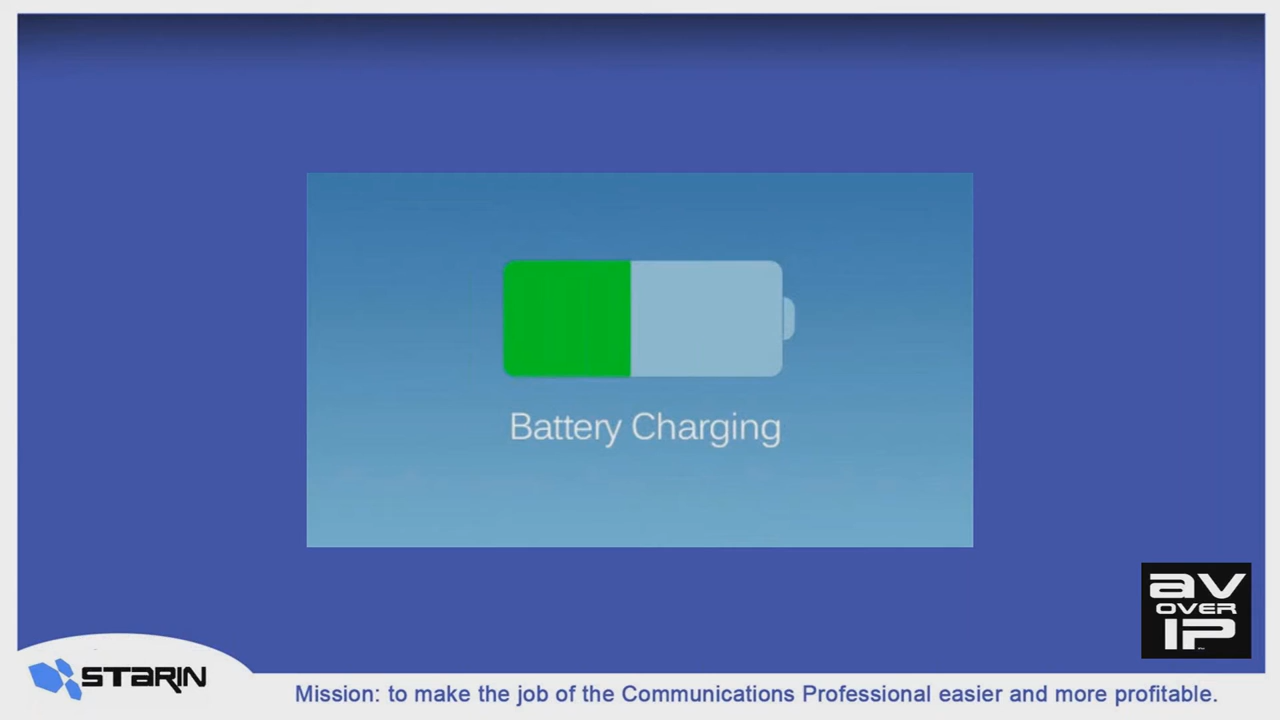 Battery Charging
av
OVER
IP
STARIN
Mission: to make the job of the Communications Professional easier and more profitable.